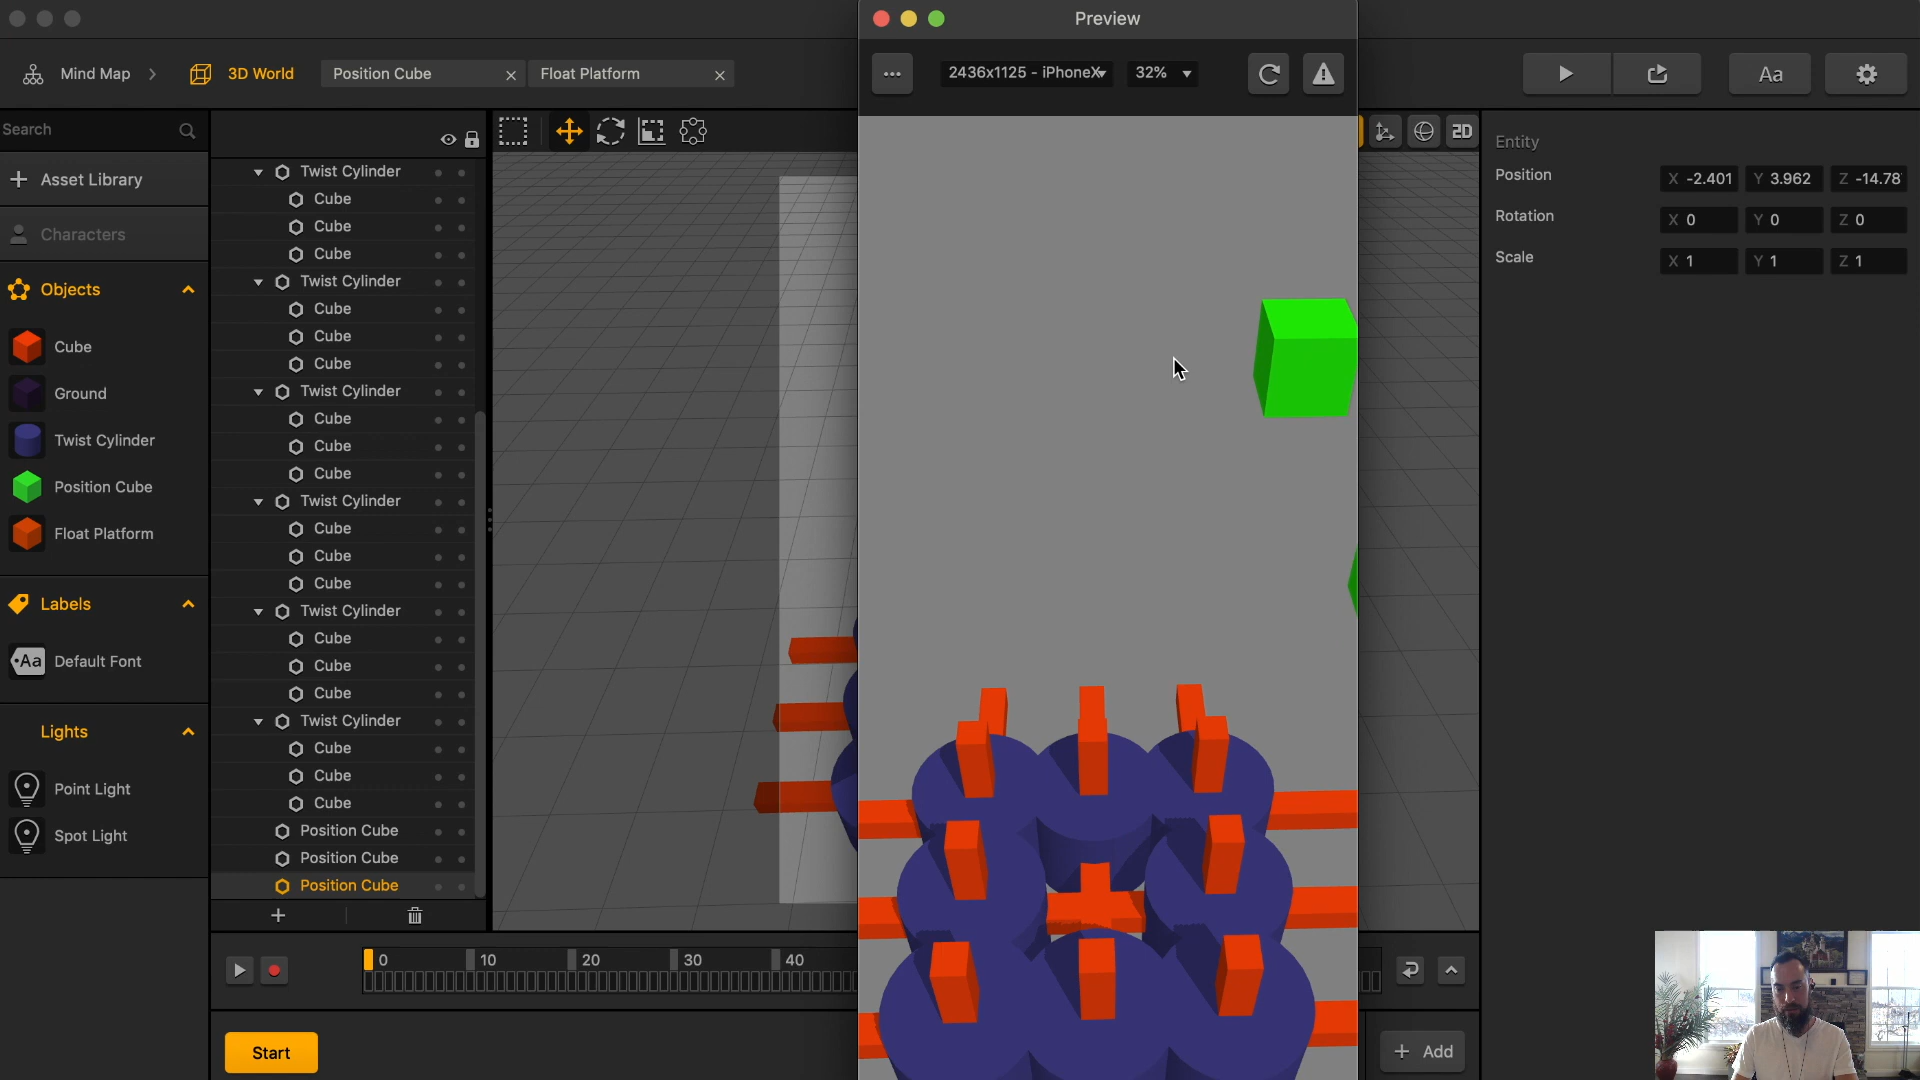 Preview
Mind Map
3D World
Position Cube
Float Platform
2436x1125 - iPhoneX
32%
Aa
Search
Asset Library
Characters
Objects
Cube
Ground
Twist Cylinder
Position Cube
Float Platform
Labels
Aa Default Font
Lights
Point Light
Spot Light
Twist Cylinder
Cube
Cube
Cube
Twist Cylinder
Cube
Cube
Cube
Twist Cylinder
Cube
Cube
Cube
Twist Cylinder
Cube
Cube
Cube
Twist Cylinder
Cube
Cube
Cube
Twist Cylinder
Cube
Cube
Cube
Position Cube
Position Cube
Position Cube
2D
Entity
Position X -2.401 Y 3.962 Z -14.78
Rotation X 0 Y 0 Z 0
Scale X 1 Y 1 Z 1
0 10 20 30 40
Start
+ Add